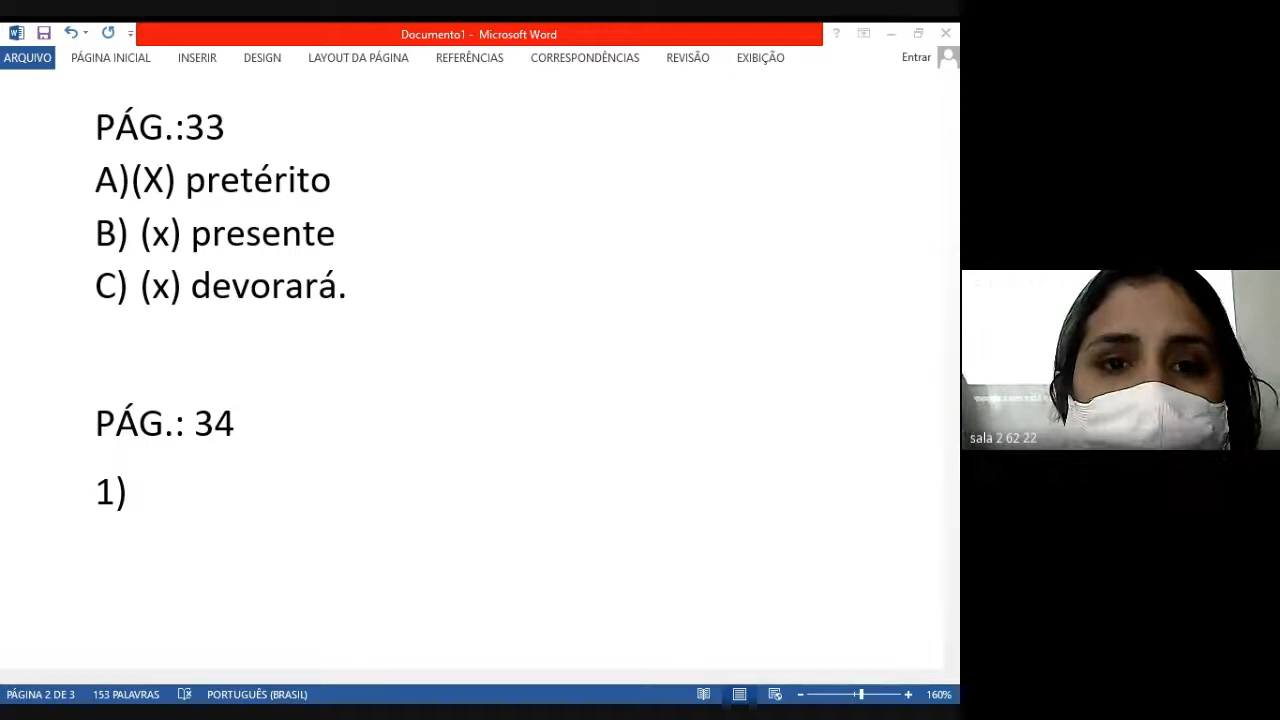 Documento1 - Microsoft Word
?
ARQUIVO PÁGINA INICIAL INSERIR DESIGN LAYOUT DA PÁGINA REFERÊNCIAS CORRESPONDÊNCIAS REVISÃO EXIBIÇÃO Entrar
PÁG.:33
A)(X) pretérito
B) (x) presente
C) (x) devorará.
PÁG.: 34
1)
sala 2 62 22
PÁGINA 2 DE 3 153 PALAVRAS PORTUGUÊS (BRASIL) 160%